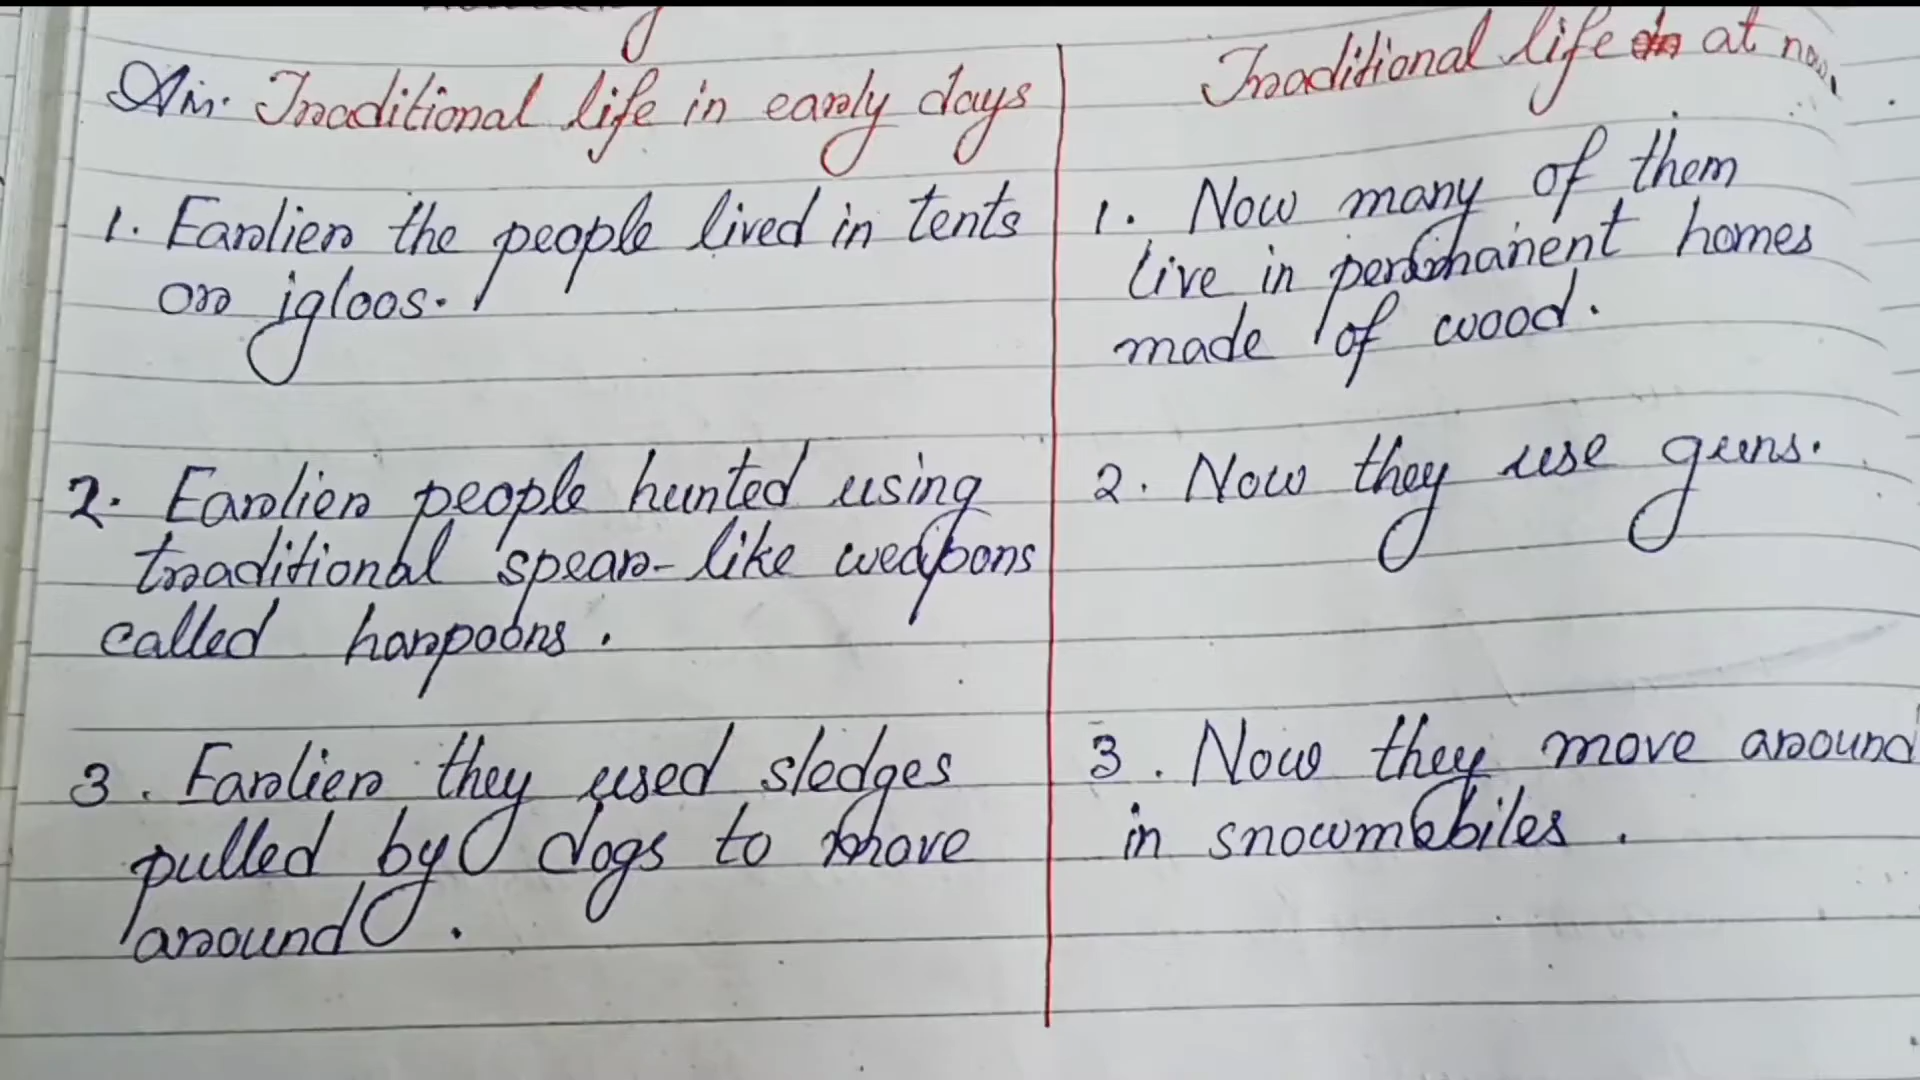 Ans. Traditional life in early days
1. Earlier the people lived in tents
or igloos.
2. Earlier people hunted using
traditional spear-like weapons
called harpoons.
3. Earlier they used sledges
pulled by dogs to move
around.
Traditional life at now
1. Now many of them
live in permanent homes
made of wood.
2. Now they use guns.
3. Now they move around
in snowmobiles.